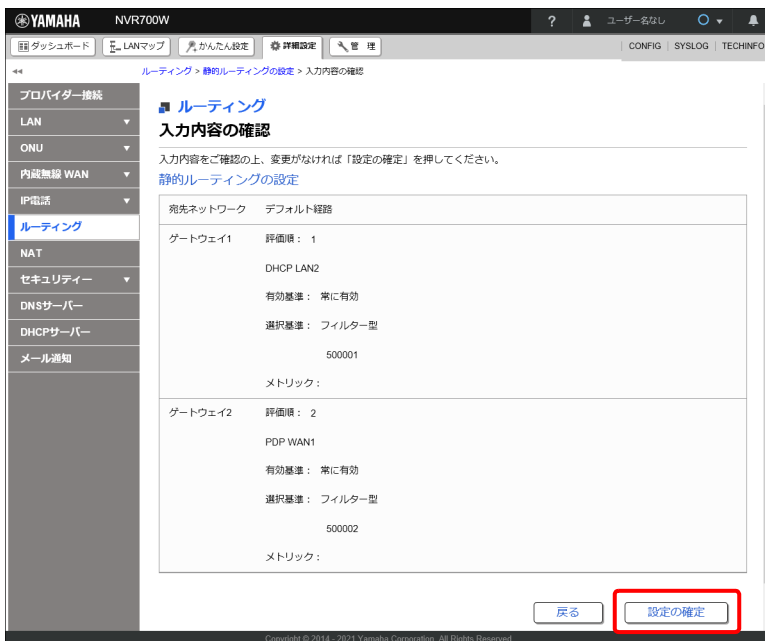 YAMAHA NVR700W ? ユーザー名なし
ダッシュボード LANマップ かんたん設定 詳細設定 管 理 CONFIG SYSLOG TECHINFO
ルーティング > 静的ルーティングの設定 > 入力内容の確認
プロバイダー接続
LAN
ONU
内蔵無線 WAN
IP電話
ルーティング
NAT
セキュリティー
DNSサーバー
DHCPサーバー
メール通知
ルーティング
入力内容の確認
入力内容をご確認の上、変更がなければ「設定の確定」を押してください。
静的ルーティングの設定
宛先ネットワーク デフォルト経路
ゲートウェイ1 評価順： 1
DHCP LAN2
有効基準： 常に有効
選択基準： フィルター型
500001
メトリック：
ゲートウェイ2 評価順： 2
PDP WAN1
有効基準： 常に有効
選択基準： フィルター型
500002
メトリック：
戻る 設定の確定
Copyright © 2014 - 2021 Yamaha Corporation. All Rights Reserved.